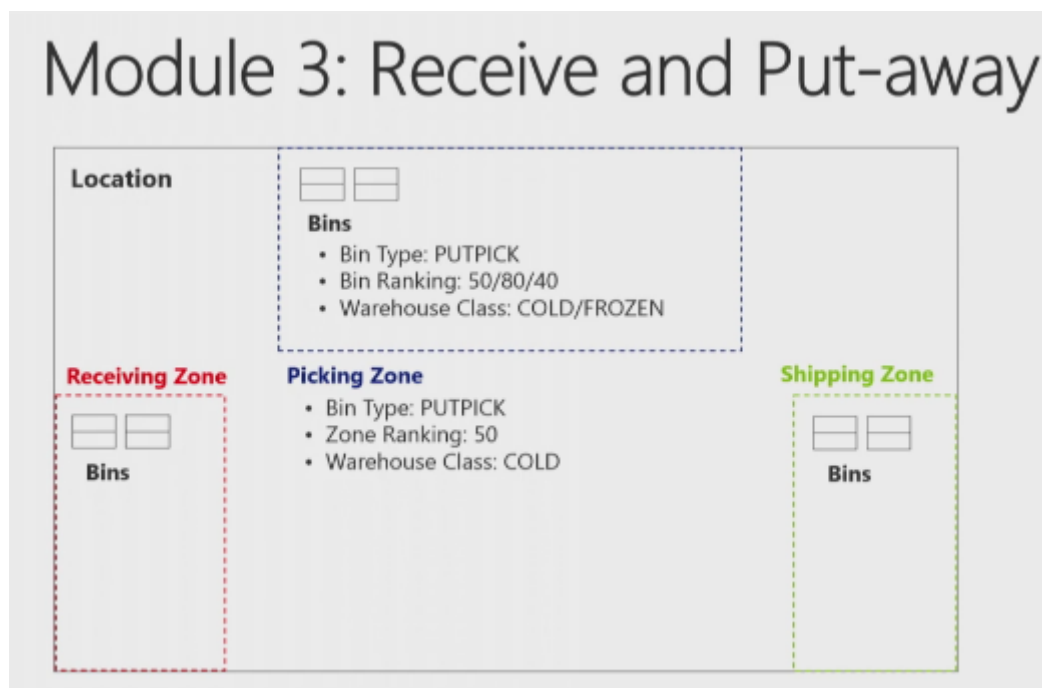 Module 3: Receive and Put-away
Location
Bins
• Bin Type: PUTPICK
• Bin Ranking: 50/80/40
• Warehouse Class: COLD/FROZEN
Receiving Zone
Bins
Picking Zone
• Bin Type: PUTPICK
• Zone Ranking: 50
• Warehouse Class: COLD
Shipping Zone
Bins